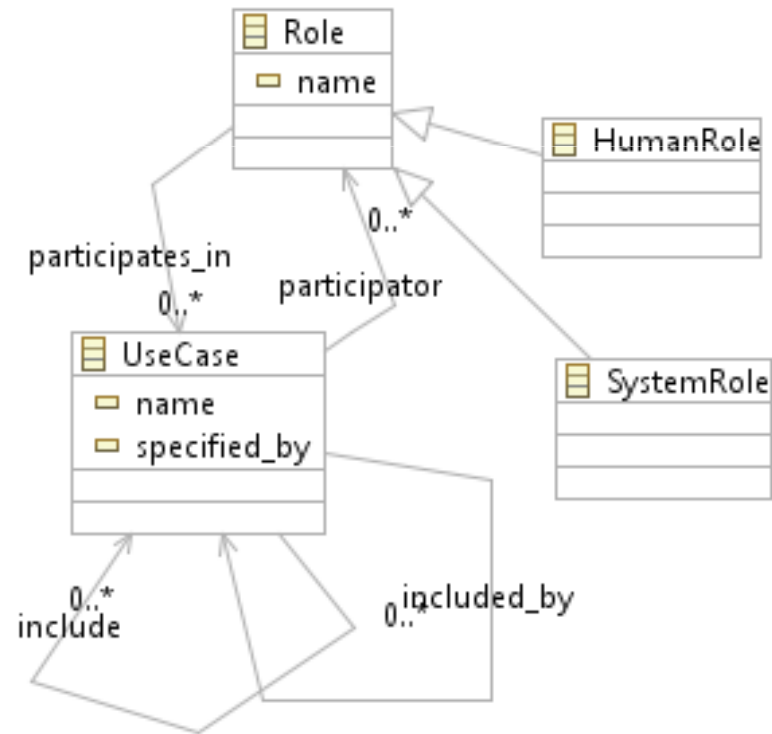 Role
name
HumanRole
0..*
participates_in
participator
0..*
UseCase
SystemRole
name
specified_by
0..*
included_by
0..*
include